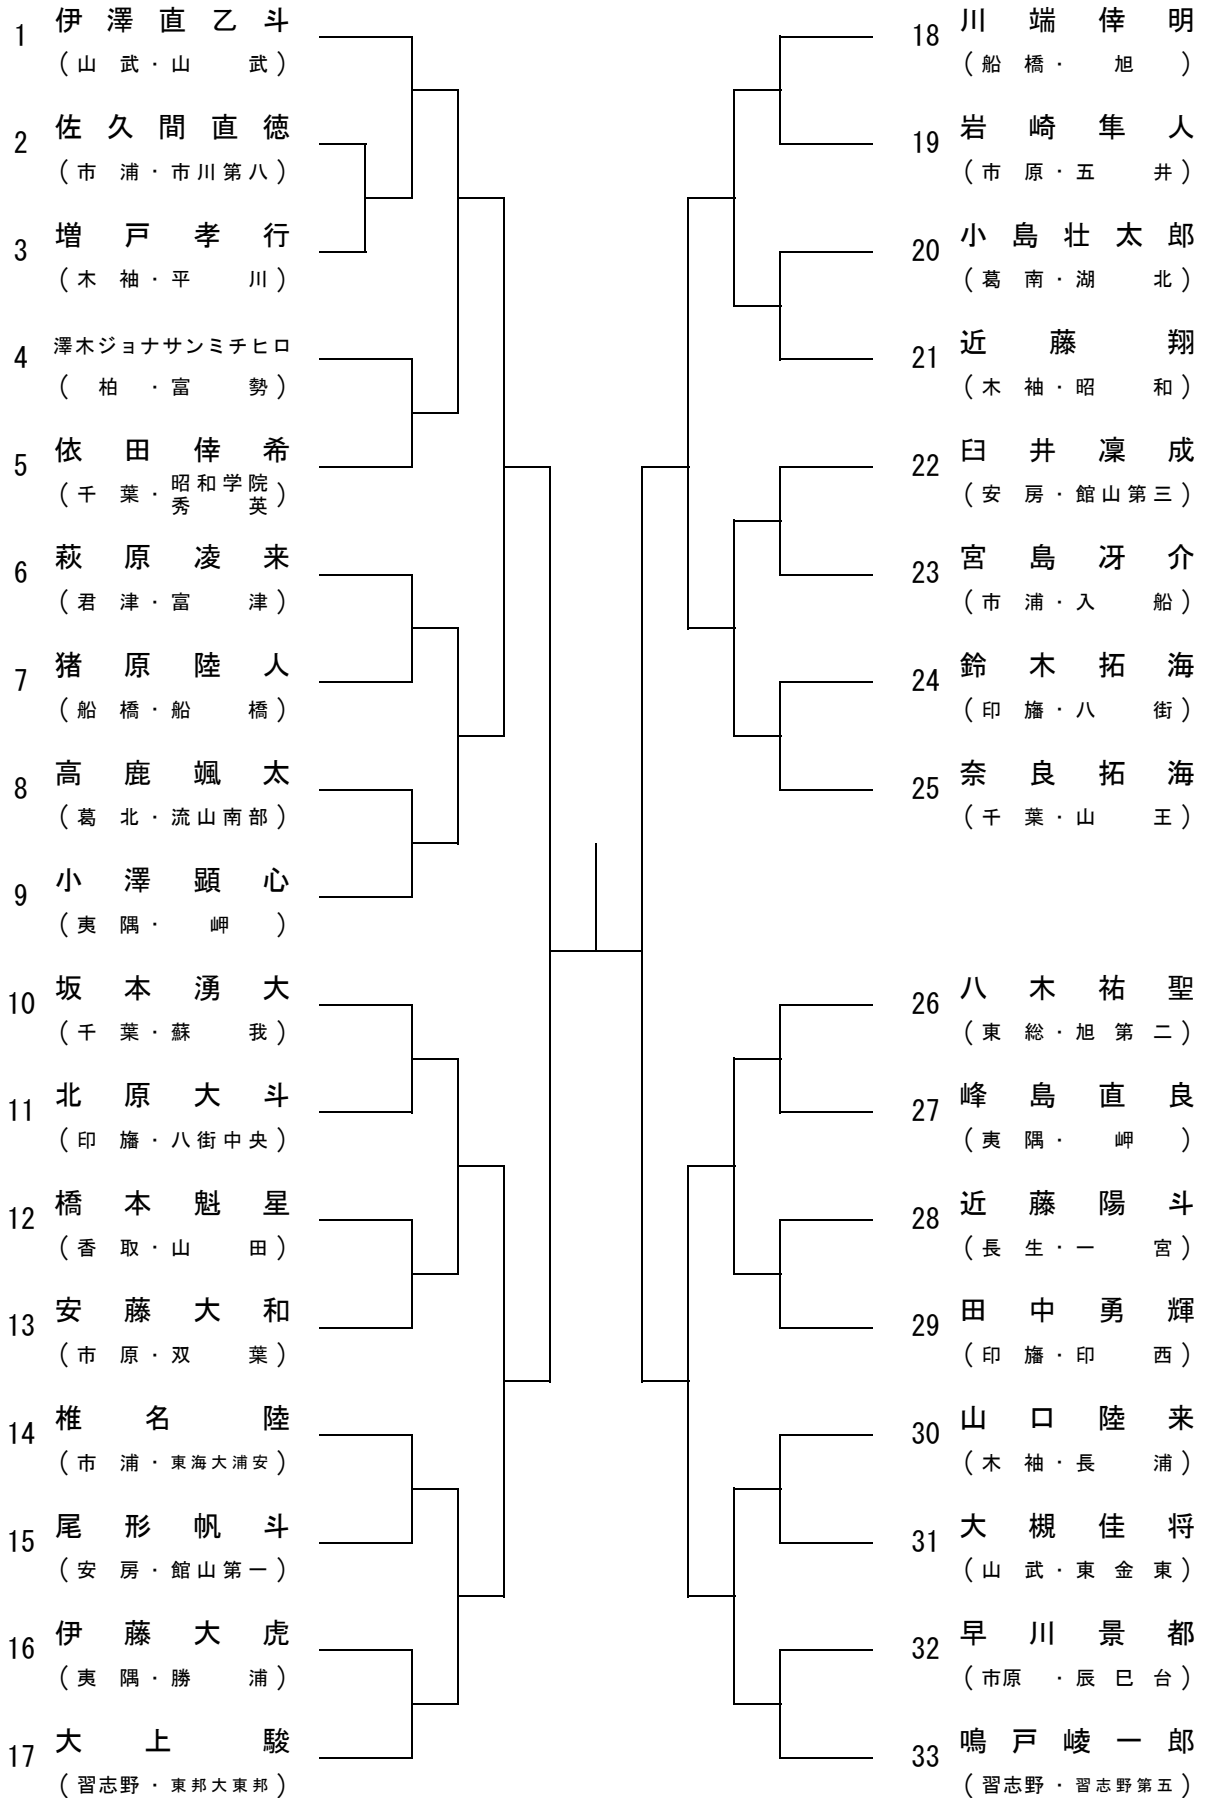 1 伊澤直乙斗
(山武・山武)
2 佐久間直徳
(市浦・市川第八)
3 増戸孝行
(木袖・平川)
4 澤木ジョナサンミチヒロ
(柏・富勢)
5 依田倖希
(千葉・昭和学院秀英)
6 萩原凌来
(君津・富津)
7 猪原陸人
(船橋・船橋)
8 高鹿颯太
(葛北・流山南部)
9 小澤顕心
(夷隅・岬)
10 坂本湧大
(千葉・蘇我)
11 北原大斗
(印旛・八街中央)
12 橋本魁星
(香取・山田)
13 安藤大和
(市原・双葉)
14 椎名陸
(市浦・東海大浦安)
15 尾形帆斗
(安房・館山第一)
16 伊藤大虎
(夷隅・勝浦)
17 大上駿
(習志野・東邦大東邦)
18 川端倖明
(船橋・旭)
19 岩崎隼人
(市原・五井)
20 小島壮太郎
(葛南・湖北)
21 近藤翔
(木袖・昭和)
22 臼井凜成
(安房・館山第三)
23 宮島冴介
(市浦・入船)
24 鈴木拓海
(印旛・八街)
25 奈良拓海
(千葉・山王)
26 八木祐聖
(東総・旭第二)
27 峰島直良
(夷隅・岬)
28 近藤陽斗
(長生・一宮)
29 田中勇輝
(印旛・印西)
30 山口陸来
(木袖・長浦)
31 大槻佳将
(山武・東金東)
32 早川景都
(市原・辰巳台)
33 鳴戸崚一郎
(習志野・習志野第五)